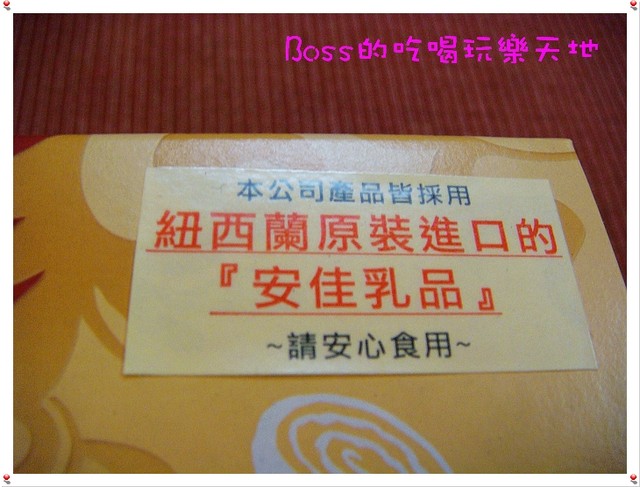 Boss的吃喝玩樂天地
本公司產品皆採用
紐西蘭原裝進口的
『安佳乳品』
~請安心食用~